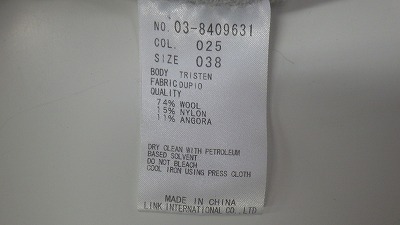 NO. 03-8409631
COL. 025
SIZE 038
BODY TRISTEN
FABRIC DUPIO
QUALITY
74% WOOL
15% NYLON
11% ANGORA
DRY CLEAN WITH PETROLEUM
BASED SOLVENT
DO NOT BLEACH
COOL IRON USING PRESS CLOTH
MADE IN CHINA
LINK INTERNATIONAL CO. LTD